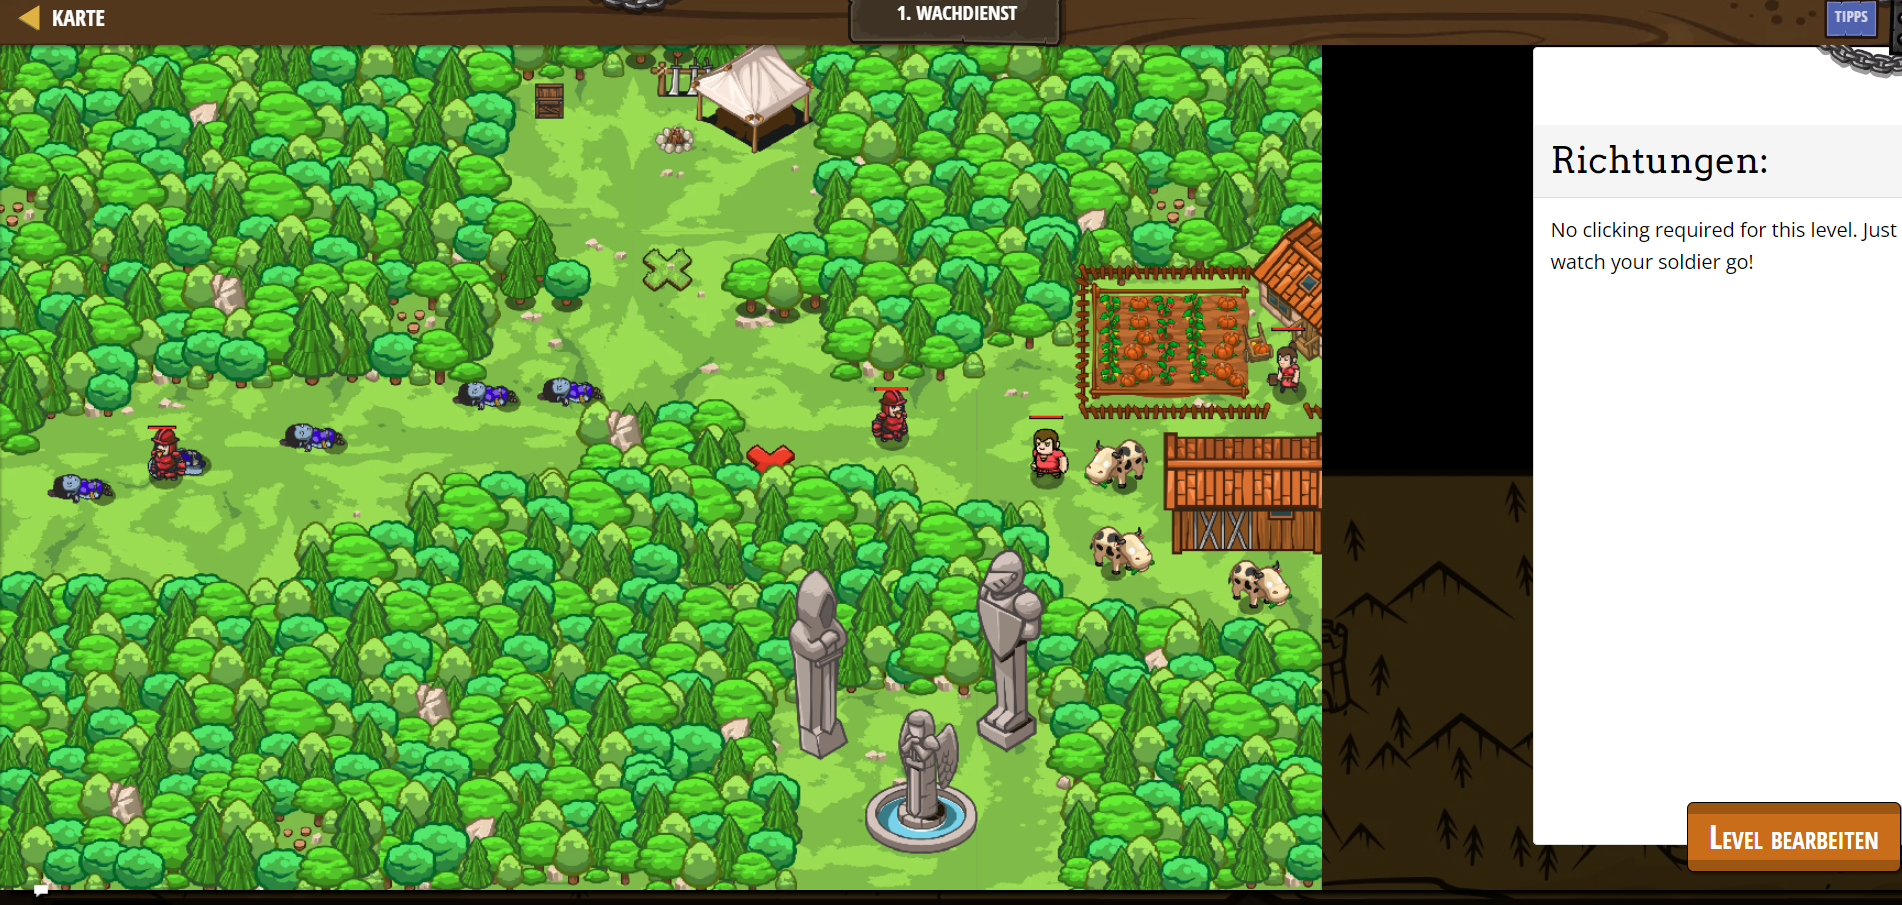 KARTE
1. WACHDIENST
TIPPS
Richtungen:
No clicking required for this level. Just
watch your soldier go!
LEVEL BEARBEITEN